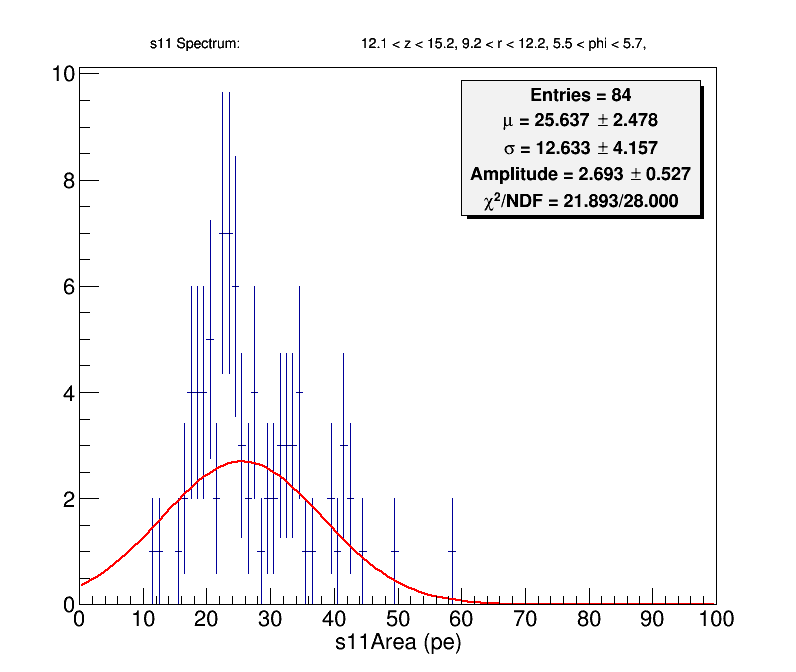 s11 Spectrum: 12.1 < z < 15.2, 9.2 < r < 12.2, 5.5 < phi < 5.7,
Entries = 84
μ = 25.637 ± 2.478
σ = 12.633 ± 4.157
Amplitude = 2.693 ± 0.527
χ²/NDF = 21.893/28.000
10
8
6
4
2
0
0 10 20 30 40 50 60 70 80 90 100
s11Area (pe)